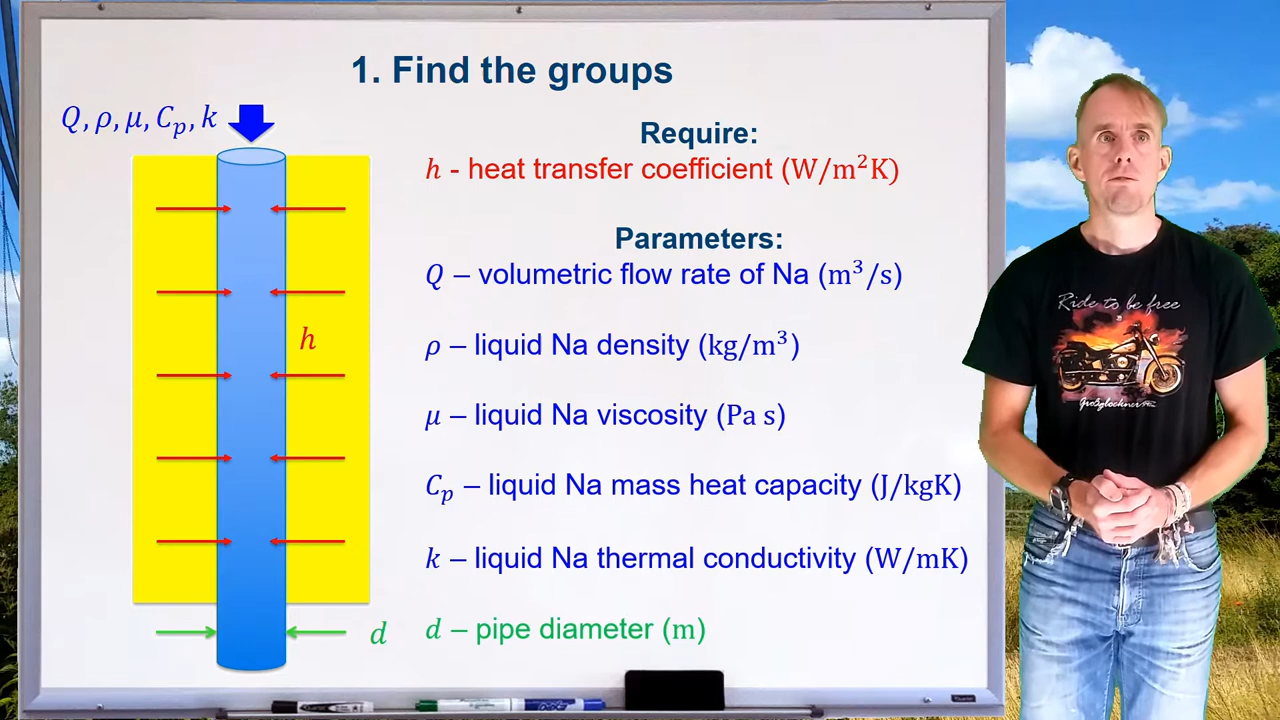 1. Find the groups
Q, ρ, μ, C_p, k
Require:
h - heat transfer coefficient (W/m²K)
Parameters:
Q – volumetric flow rate of Na (m³/s)
h
ρ – liquid Na density (kg/m³)
μ – liquid Na viscosity (Pa s)
C_p – liquid Na mass heat capacity (J/kgK)
k – liquid Na thermal conductivity (W/mK)
d
d – pipe diameter (m)
Ride to be free
Großglockner